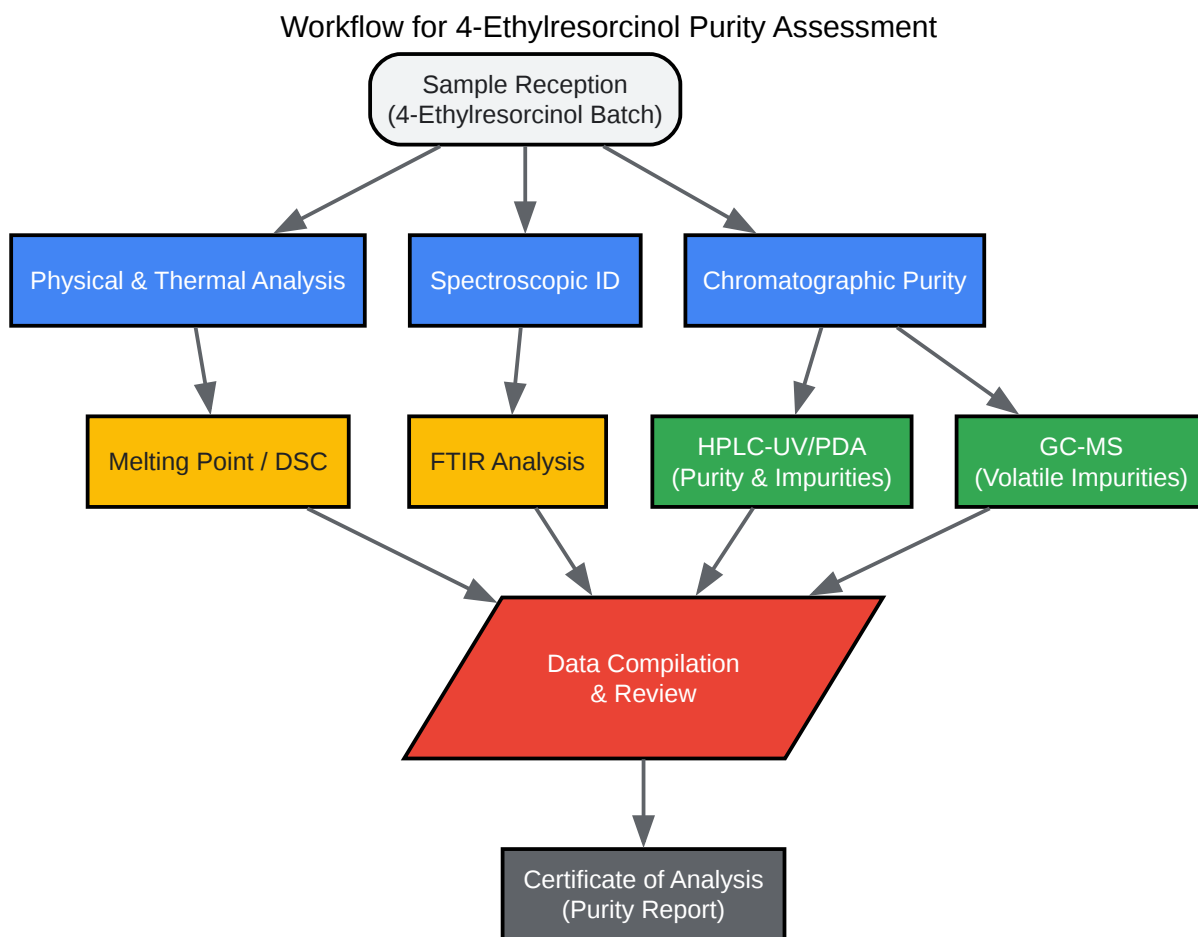 Workflow for 4-Ethylresorcinol Purity Assessment
Sample Reception
(4-Ethylresorcinol Batch)
Physical & Thermal Analysis
Spectroscopic ID
Chromatographic Purity
Melting Point / DSC
FTIR Analysis
HPLC-UV/PDA
(Purity & Impurities)
GC-MS
(Volatile Impurities)
Data Compilation
& Review
Certificate of Analysis
(Purity Report)